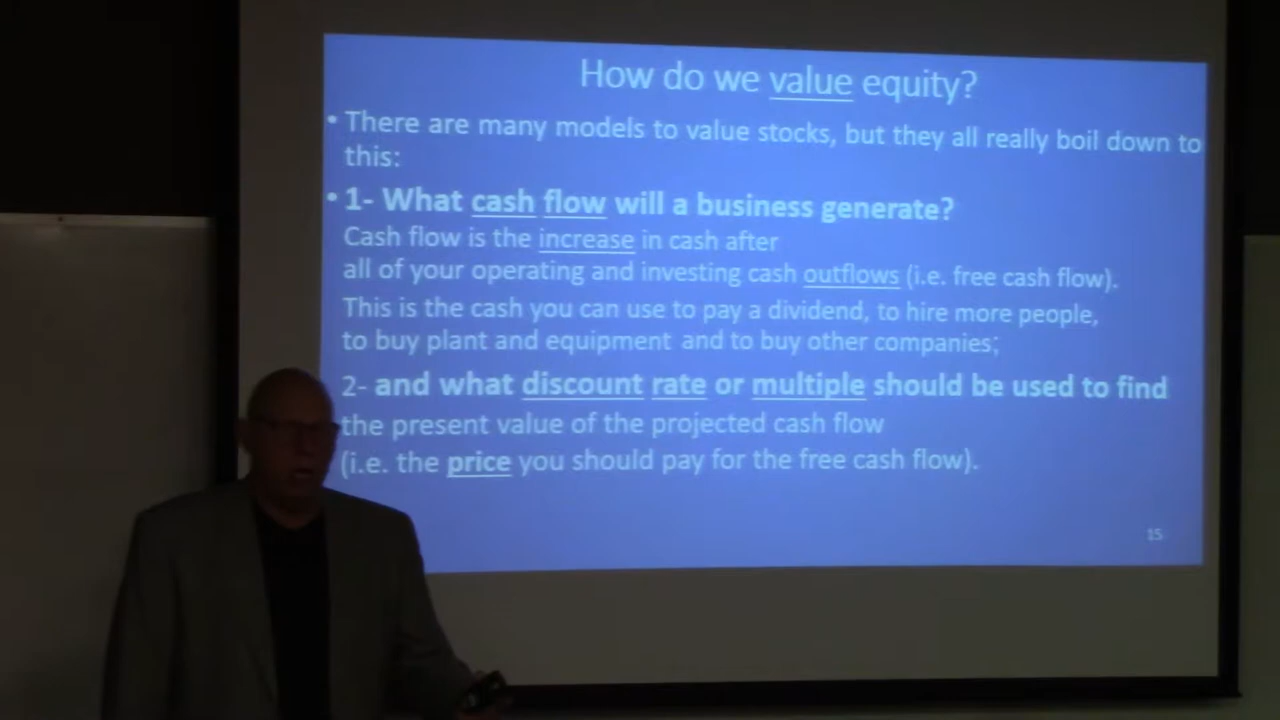 How do we value equity?
• There are many models to value stocks, but they all really boil down to
this:
• 1- What cash flow will a business generate?
Cash flow is the increase in cash after
all of your operating and investing cash outflows (i.e. free cash flow).
This is the cash you can use to pay a dividend, to hire more people,
to buy plant and equipment and to buy other companies;
2- and what discount rate or multiple should be used to find
the present value of the projected cash flow
(i.e. the price you should pay for the free cash flow).
15